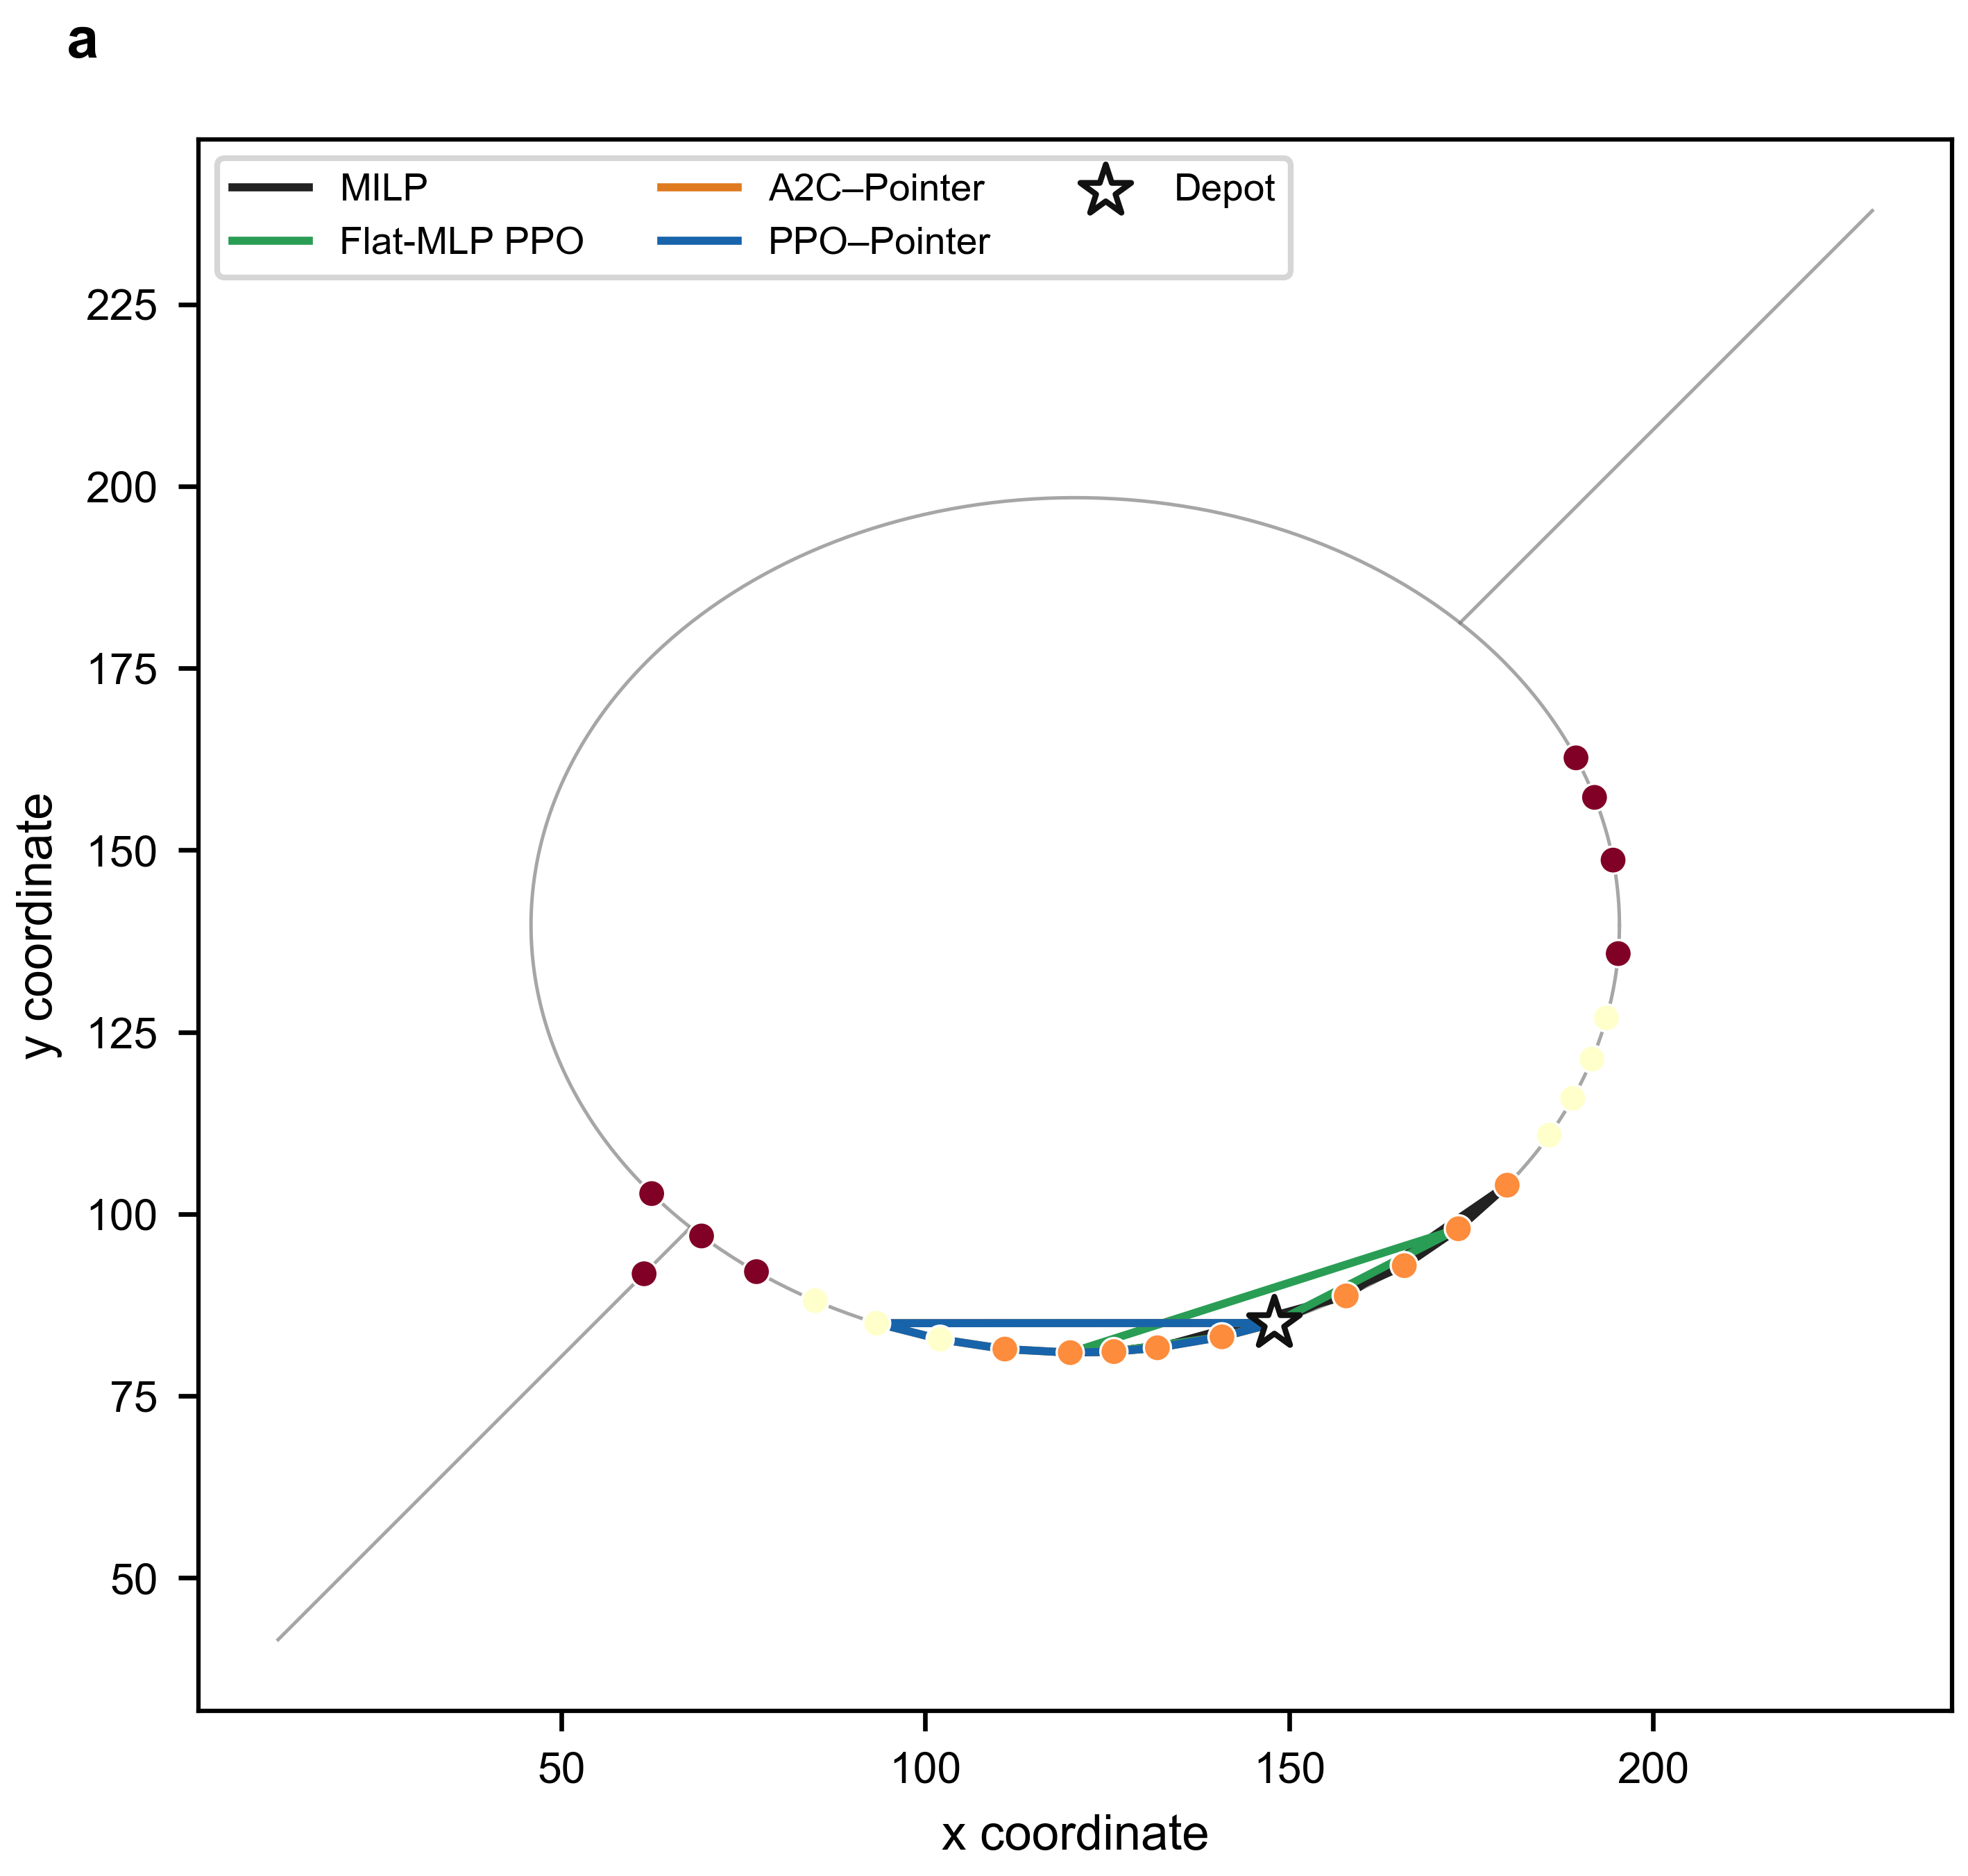 a
MILP
Flat-MLP PPO
A2C–Pointer
PPO–Pointer
Depot
225
200
175
150
125
100
75
50
y coordinate
50 100 150 200
x coordinate